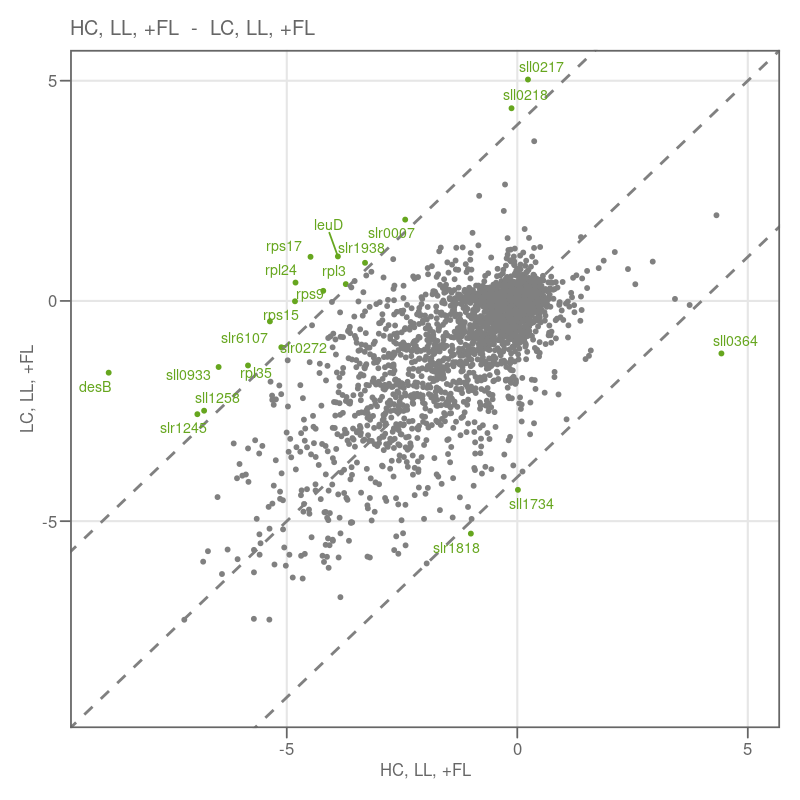 HC, LL, +FL - LC, LL, +FL
sll0217
5
sll0218
leuD
slr0007
rps17
slr1938
rpl24
rpl3
rps9
0
rps15
slr6107
slr0272
sll0364
sll0933
rpl35
desB
sll1258
slr1245
LC, LL, +FL
sll1734
-5
slr1818
-5
0
5
HC, LL, +FL